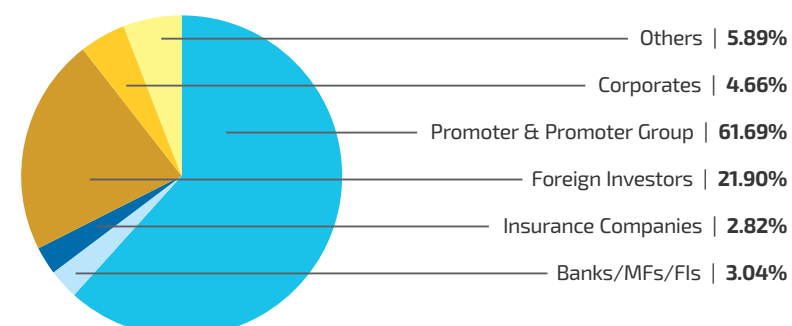 Others | 5.89%
Corporates | 4.66%
Promoter & Promoter Group | 61.69%
Foreign Investors | 21.90%
Insurance Companies | 2.82%
Banks/MFs/FIs | 3.04%